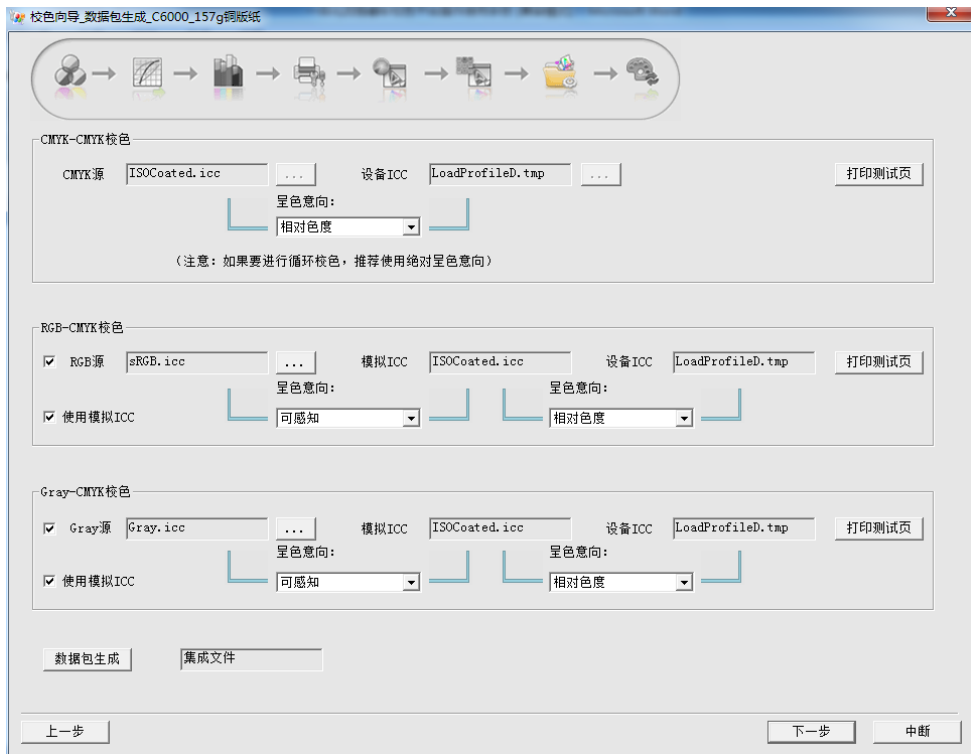 校色向导_数据包生成_C6000_157g铜版纸
CMYK-CMYK校色
CMYK源 ISOCoated.icc ... 设备ICC LoadProfileD.tmp ... 打印测试页
呈色意向:
相对色度
(注意: 如果要进行循环校色, 推荐使用绝对呈色意向)
RGB-CMYK校色
RGB源 sRGB.icc ... 模拟ICC ISOCoated.icc 设备ICC LoadProfileD.tmp 打印测试页
呈色意向: 呈色意向:
使用模拟ICC 可感知 相对色度
Gray-CMYK校色
Gray源 Gray.icc ... 模拟ICC ISOCoated.icc 设备ICC LoadProfileD.tmp 打印测试页
呈色意向: 呈色意向:
使用模拟ICC 可感知 相对色度
数据包生成 集成文件
上一步 下一步 中断